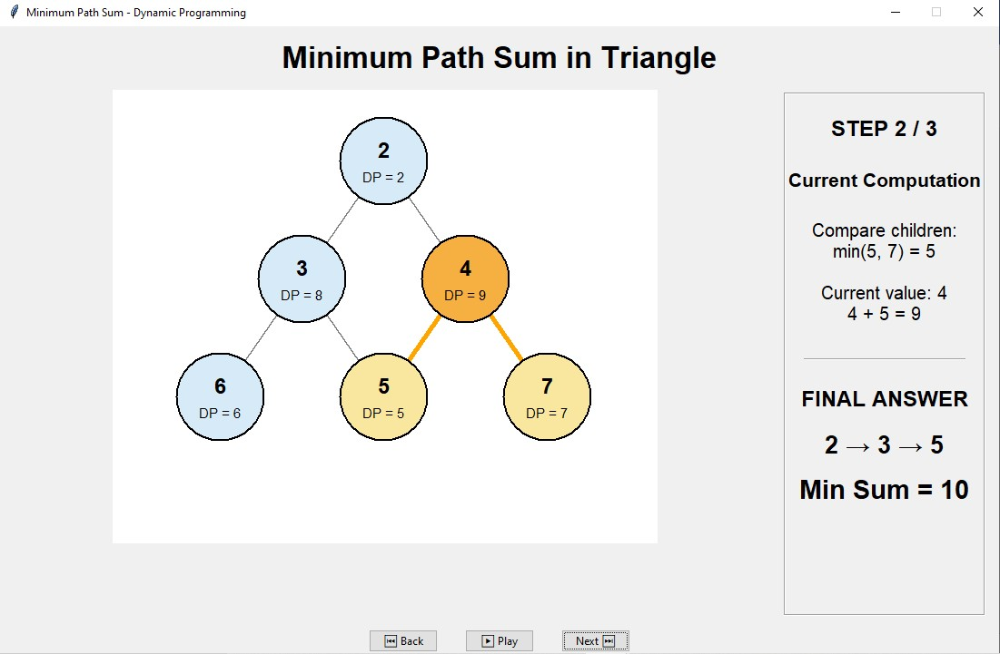 Minimum Path Sum - Dynamic Programming
Minimum Path Sum in Triangle
2
DP = 2
3
DP = 8
4
DP = 9
6
DP = 6
5
DP = 5
7
DP = 7
STEP 2 / 3
Current Computation
Compare children:
min(5, 7) = 5
Current value: 4
4 + 5 = 9
FINAL ANSWER
2 → 3 → 5
Min Sum = 10
⏮ Back
▶ Play
Next ⏭